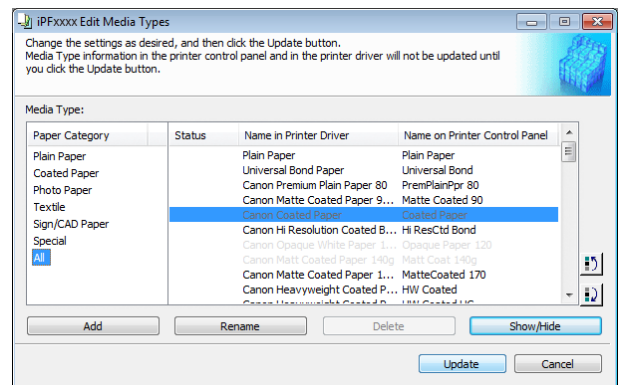 iPFxxxx Edit Media Types
Change the settings as desired, and then click the Update button.
Media Type information in the printer control panel and in the printer driver will not be updated until
you click the Update button.
Media Type:
Paper Category Status Name in Printer Driver Name on Printer Control Panel
Plain Paper Plain Paper Plain Paper
Coated Paper Universal Bond Paper Universal Bond
Photo Paper Canon Premium Plain Paper 80 PremPlainPpr 80
Textile Canon Matte Coated Paper 9... Matte Coated 90
Sign/CAD Paper Canon Coated Paper Coated Paper
Special Canon Hi Resolution Coated B... Hi ResCtd Bond
All Canon Opaque White Paper 1... Opaque Paper 120
Canon Matt Coated Paper 140g Matt Coat 140g
Canon Matte Coated Paper 1... MatteCoated 170
Canon Heavyweight Coated P... HW Coated
Canon Heavyweight Coated P... HW Coated HG
Add Rename Delete Show/Hide
Update Cancel